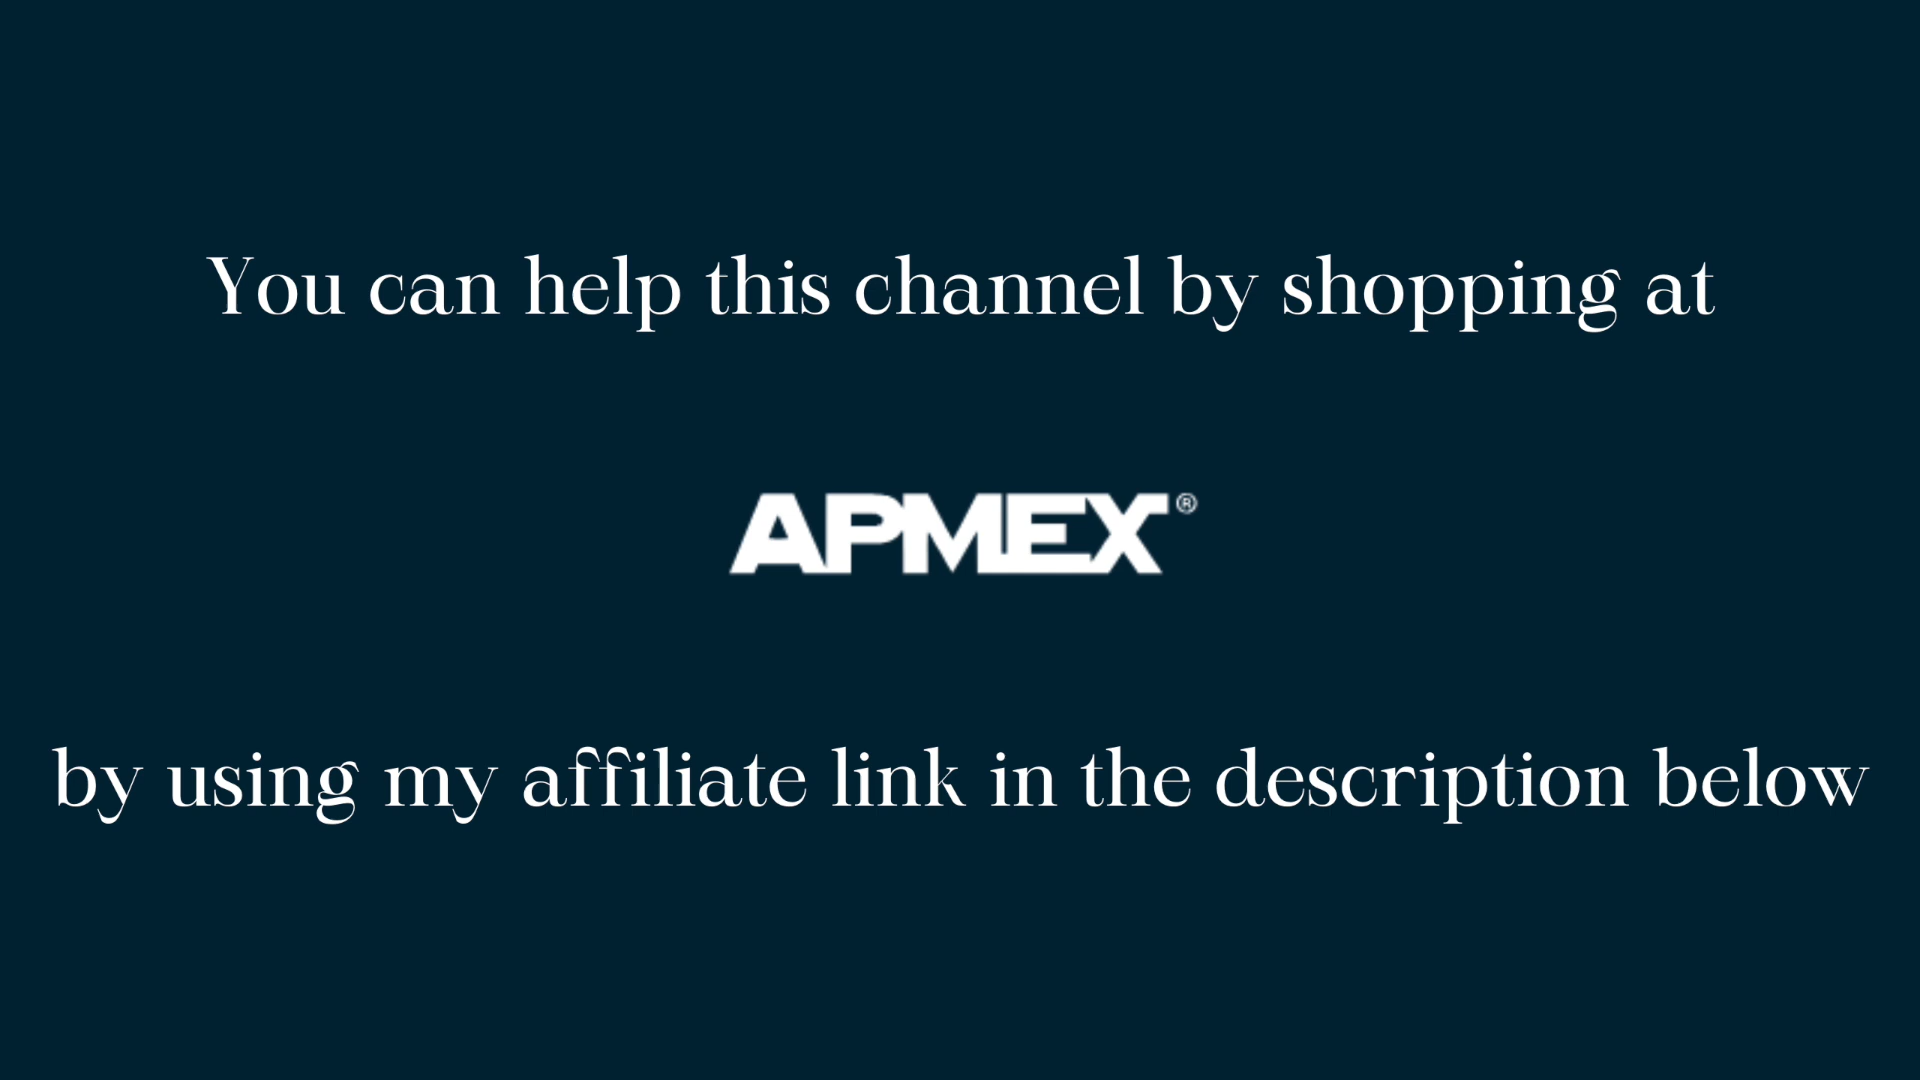 You can help this channel by shopping at
APMEX®
by using my affiliate link in the description below